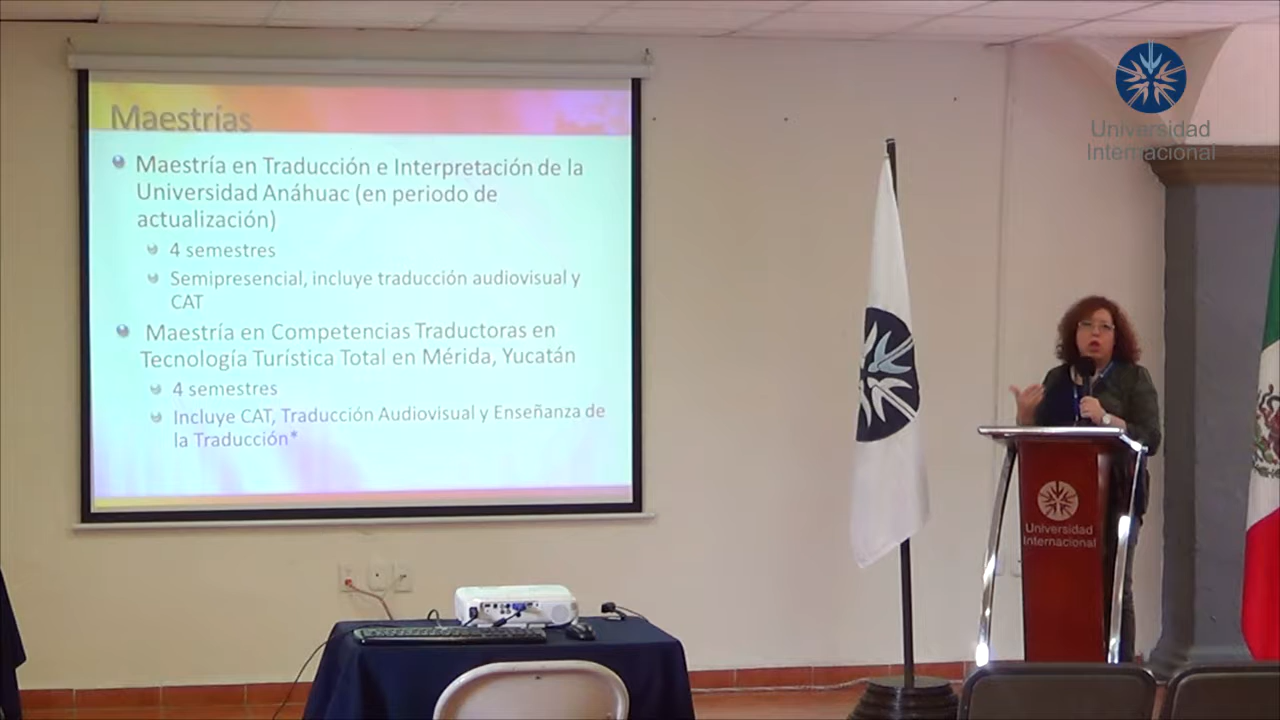 Maestrías
Maestría en Traducción e Interpretación de la
Universidad Anáhuac (en periodo de
actualización)
4 semestres
Semipresencial, incluye traducción audiovisual y
CAT
Maestría en Competencias Traductoras en
Tecnología Turística Total en Mérida, Yucatán
4 semestres
Incluye CAT, Traducción Audiovisual y Enseñanza de
la Traducción*
Universidad
Internacional
Universidad
Internacional